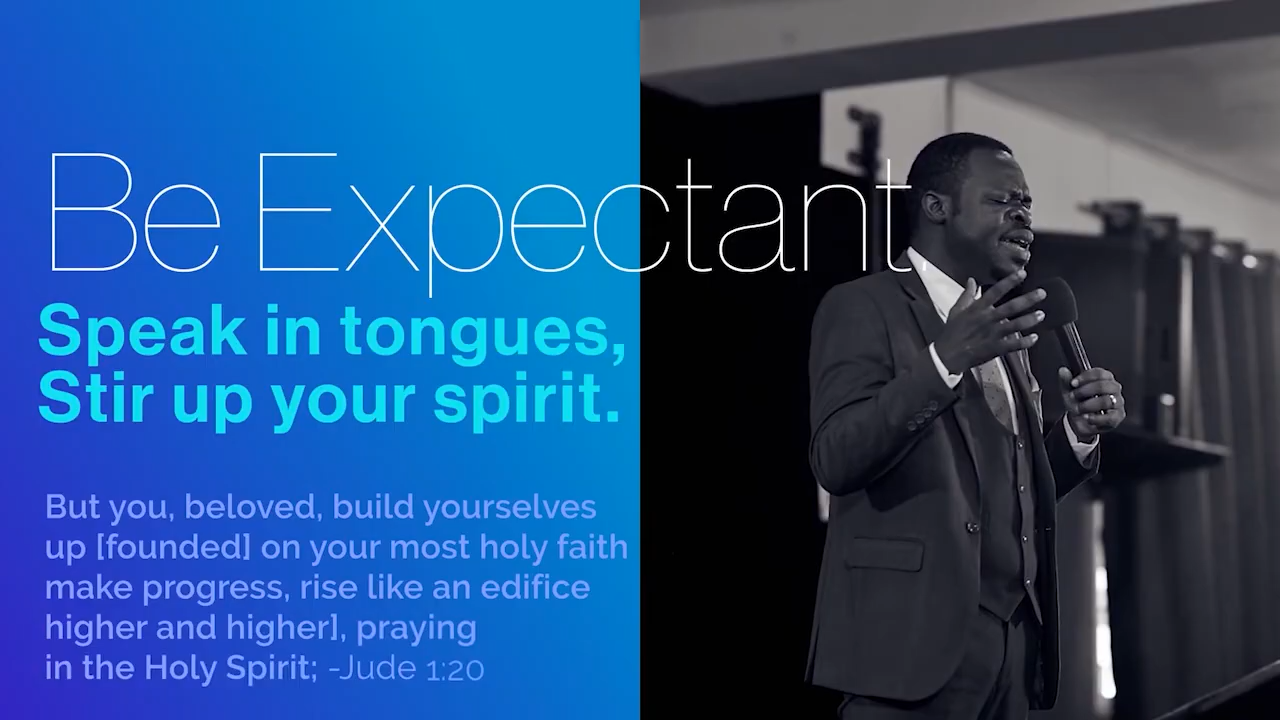 Be Expectant
Speak in tongues,
Stir up your spirit.
But you, beloved, build yourselves
up [founded] on your most holy faith
make progress, rise like an edifice
higher and higher], praying
in the Holy Spirit; -Jude 1:20